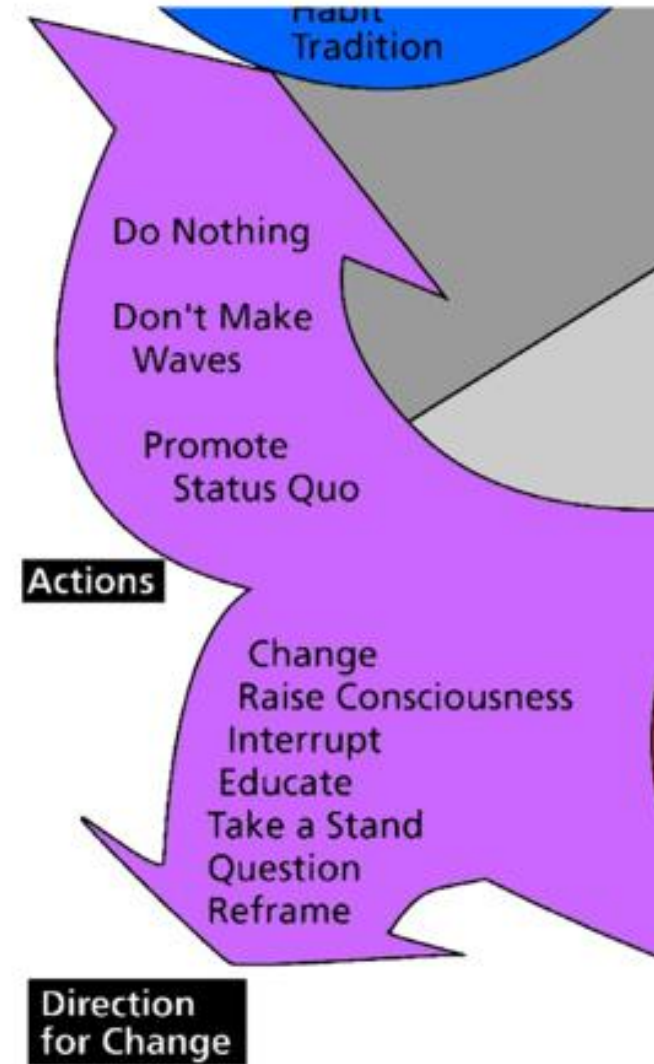 Habit
Tradition
Do Nothing
Don't Make
Waves
Promote
Status Quo
Actions
Change
Raise Consciousness
Interrupt
Educate
Take a Stand
Question
Reframe
Direction
for Change